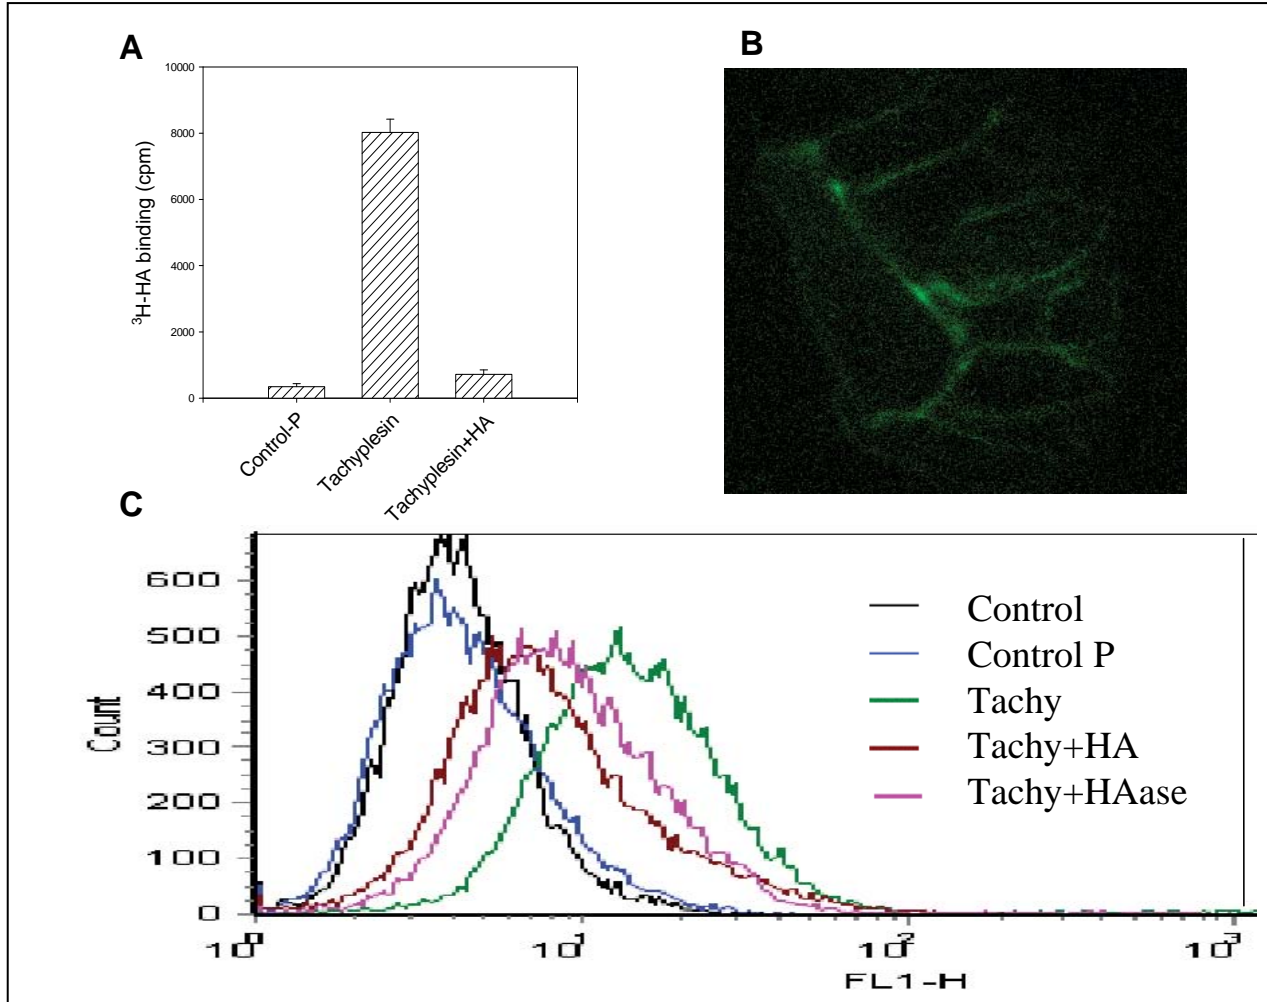 A
10000
8000
6000
4000
2000
0
³H-HA binding (cpm)
Control-P
Tachyplesin
Tachyplesin+HA
B
C
600
500
400
300
200
100
0
Count
10⁰
10¹
10²
10³
FL1-H
Control
Control P
Tachy
Tachy+HA
Tachy+HAase